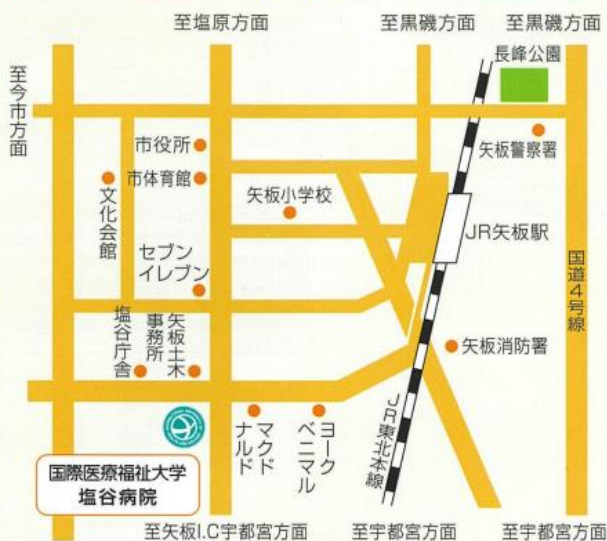 至塩原方面
至黒磯方面
至黒磯方面
長峰公園
至今市方面
市役所
矢板警察署
市体育館
文化会館
矢板小学校
JR矢板駅
国道4号線
セブン
イレブン
塩谷庁舎
矢板土木
事務所
矢板消防署
マクド
ナルド
ヨーク
ベニマル
JR東北本線
国際医療福祉大学
塩谷病院
至矢板I.C宇都宮方面
至宇都宮方面
至宇都宮方面